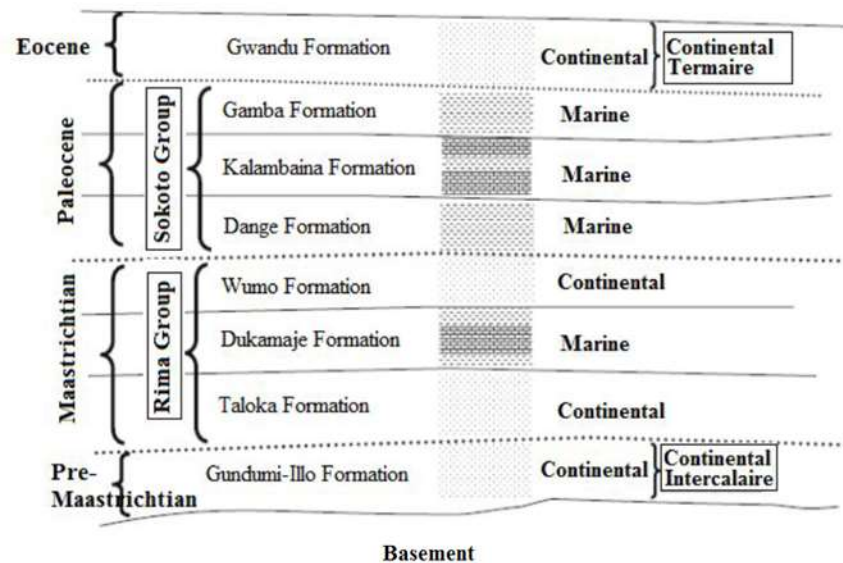 Eocene
Gwandu Formation
Continental
Continental
Termaire
Paleocene
Sokoto Group
Gamba Formation
Marine
Kalambaina Formation
Marine
Dange Formation
Marine
Maastrichtian
Rima Group
Wumo Formation
Continental
Dukamaje Formation
Marine
Taloka Formation
Continental
Pre-
Maastrichtian
Gundumi-Illo Formation
Continental
Continental
Intercalaire
Basement